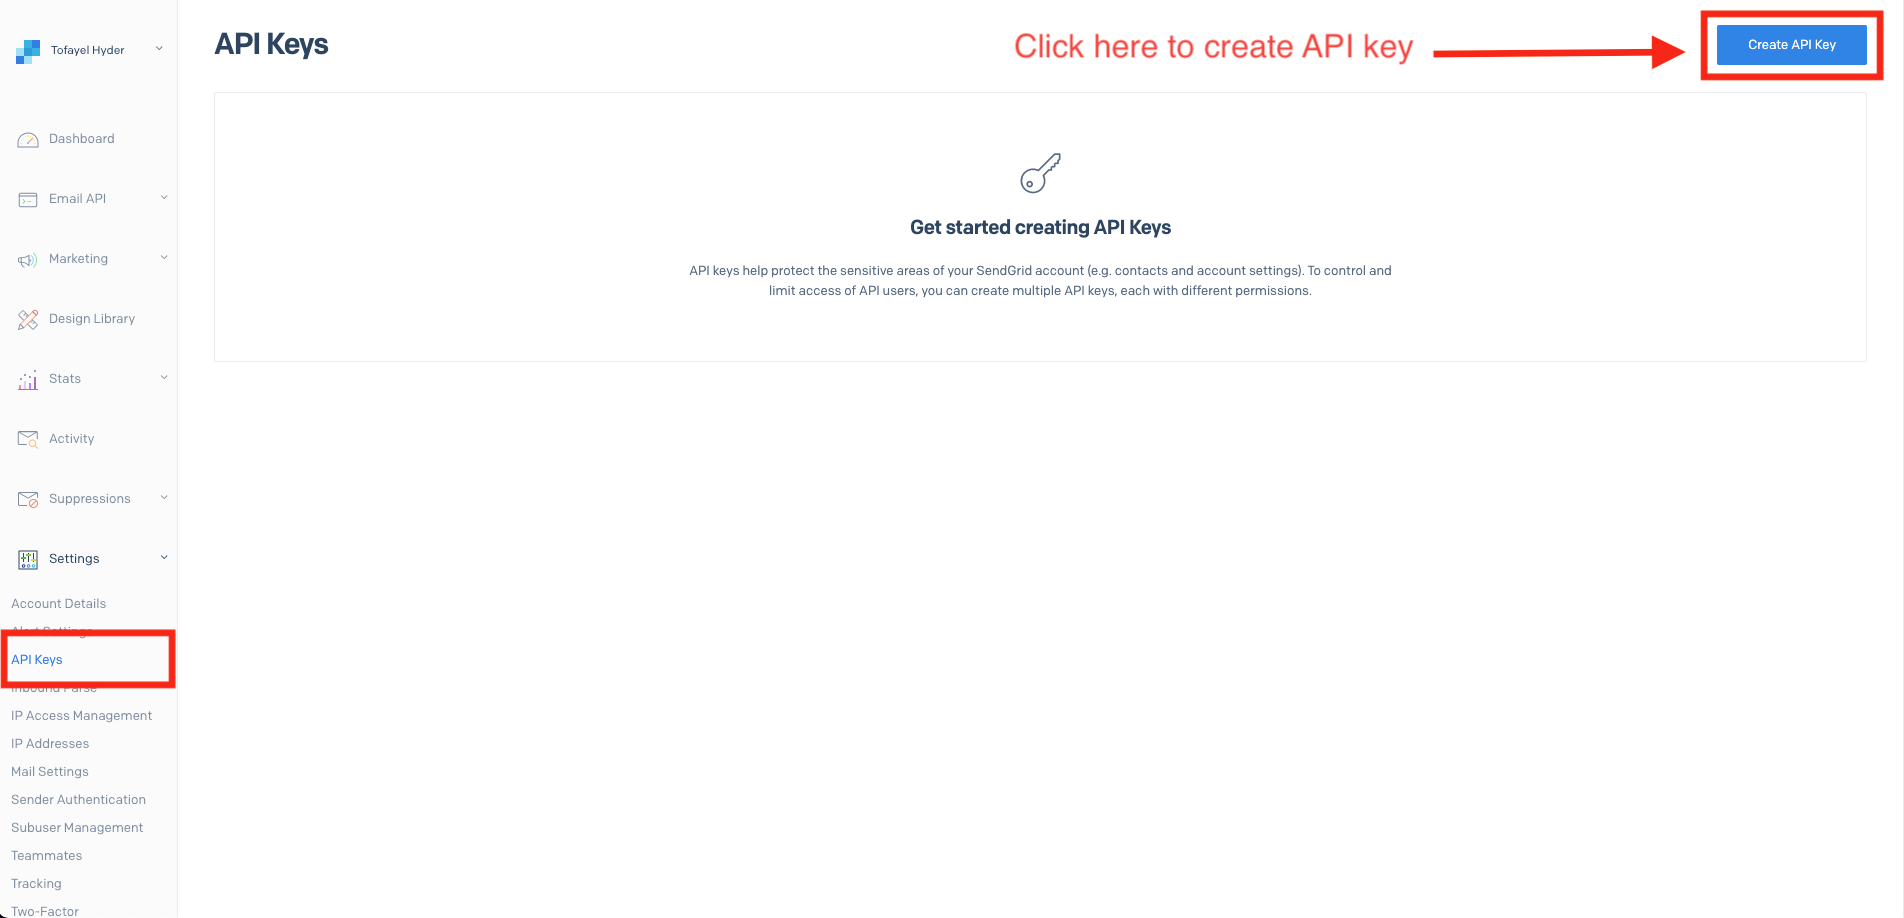 Tofayel Hyder
Dashboard
Email API
Marketing
Design Library
Stats
Activity
Suppressions
Settings
Account Details
Alert Settings
API Keys
Inbound Parse
IP Access Management
IP Addresses
Mail Settings
Sender Authentication
Subuser Management
Teammates
Tracking
Two-Factor
API Keys
Click here to create API key
Create API Key
Get started creating API Keys
API keys help protect the sensitive areas of your SendGrid account (e.g. contacts and account settings). To control and
limit access of API users, you can create multiple API keys, each with different permissions.